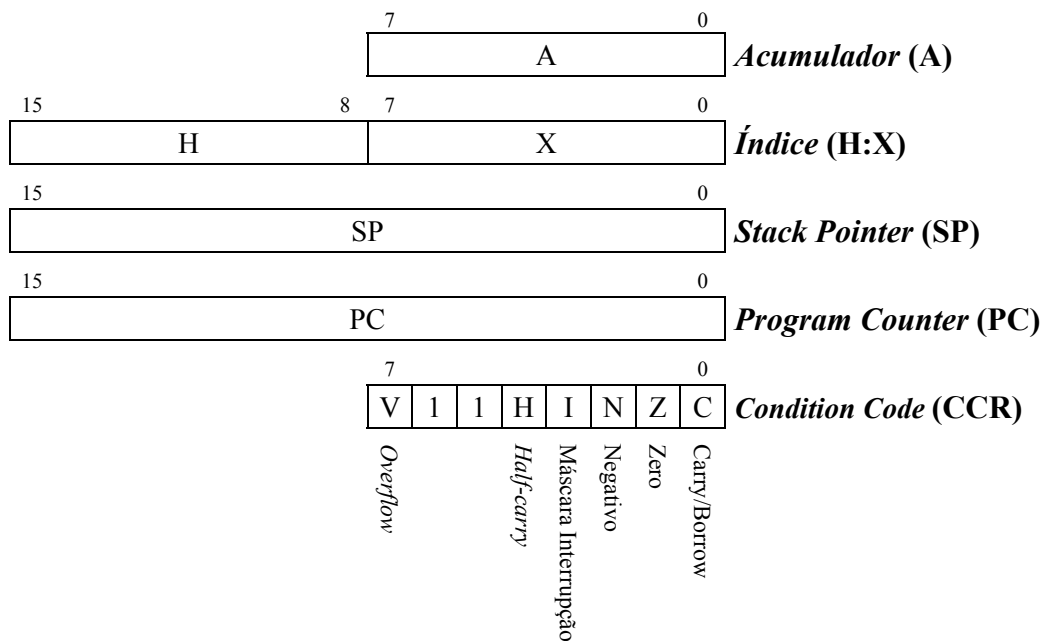 7 0
A Acumulador (A)
15 8 7 0
H X Índice (H:X)
15 0
SP Stack Pointer (SP)
15 0
PC Program Counter (PC)
7 0
V 1 1 H I N Z C Condition Code (CCR)
Overflow
Half-carry
Máscara Interrupção
Negativo
Zero
Carry/Borrow